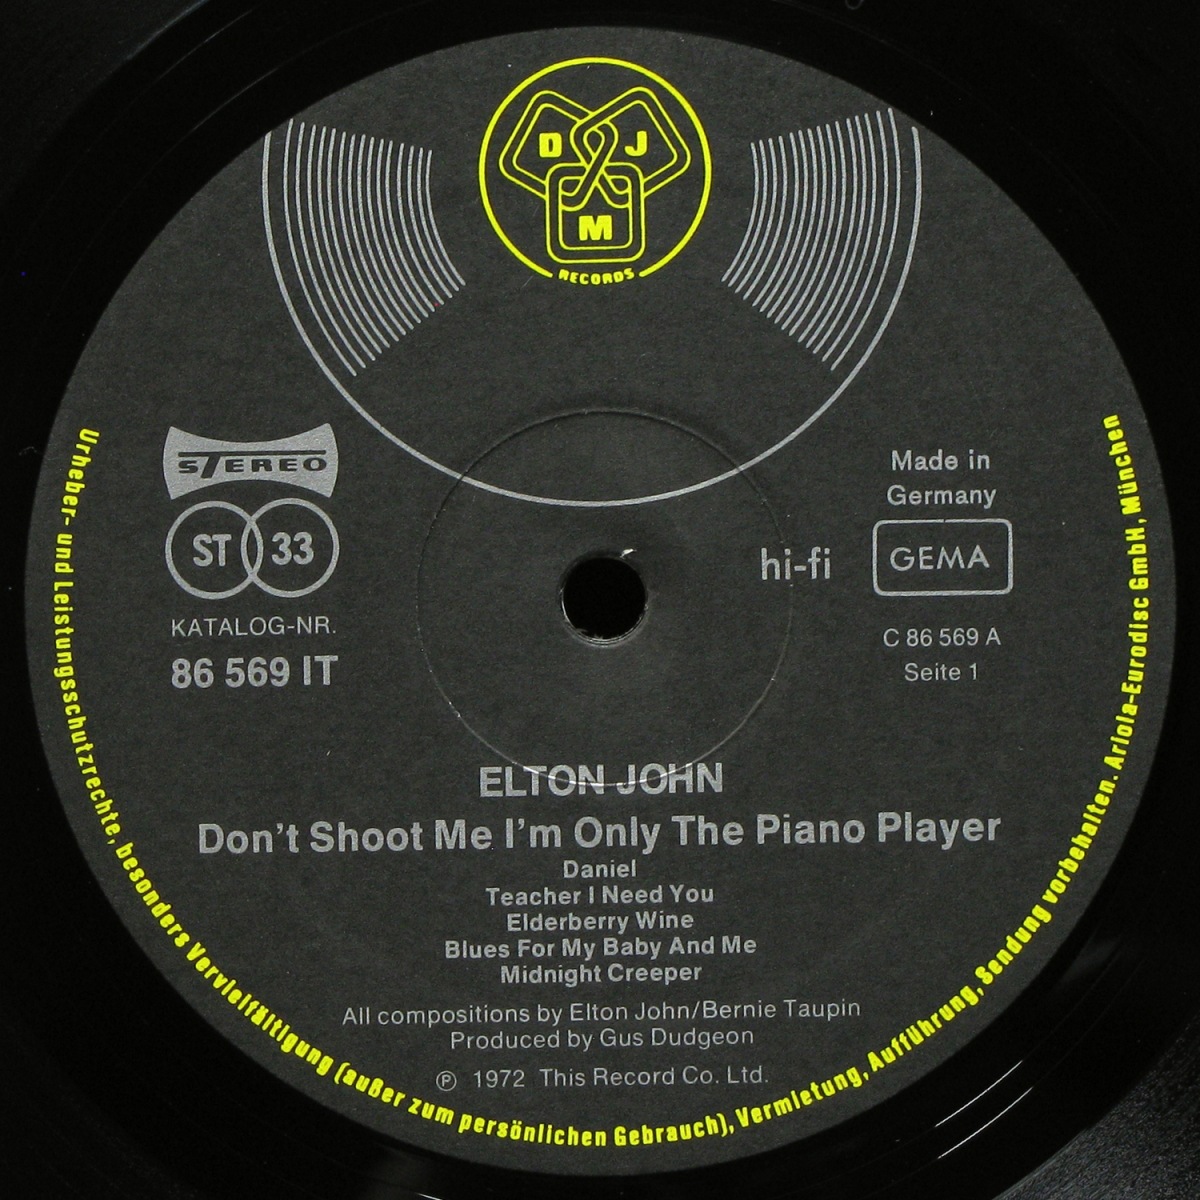 D J
M
RECORDS
STEREO
ST 33
KATALOG-NR.
86 569 IT
Made in
Germany
hi-fi
GEMA
C 86 569 A
Seite 1
ELTON JOHN
Don't Shoot Me I'm Only The Piano Player
Daniel
Teacher I Need You
Elderberry Wine
Blues For My Baby And Me
Midnight Creeper
All compositions by Elton John/Bernie Taupin
Produced by Gus Dudgeon
℗ 1972 This Record Co. Ltd.
Urheber- und Leistungsschutzrechte, besonders Vervielfältigung (außer zum persönlichen Gebrauch), Vermietung, Aufführung, Sendung vorbehalten. Ariola-Eurodisc GmbH, München